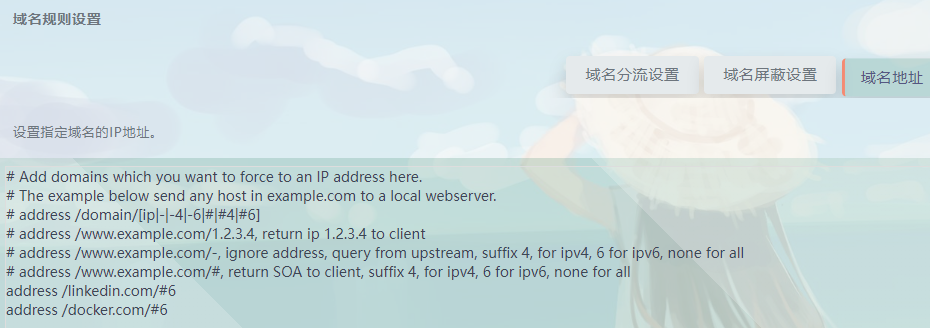 域名规则设置
域名分流设置 域名屏蔽设置 域名地址
设置指定域名的IP地址。
# Add domains which you want to force to an IP address here.
# The example below send any host in example.com to a local webserver.
# address /domain/[ip|-|-4|-6|#|#4|#6]
# address /www.example.com/1.2.3.4, return ip 1.2.3.4 to client
# address /www.example.com/-, ignore address, query from upstream, suffix 4, for ipv4, 6 for ipv6, none for all
# address /www.example.com/#, return SOA to client, suffix 4, for ipv4, 6 for ipv6, none for all
address /linkedin.com/#6
address /docker.com/#6